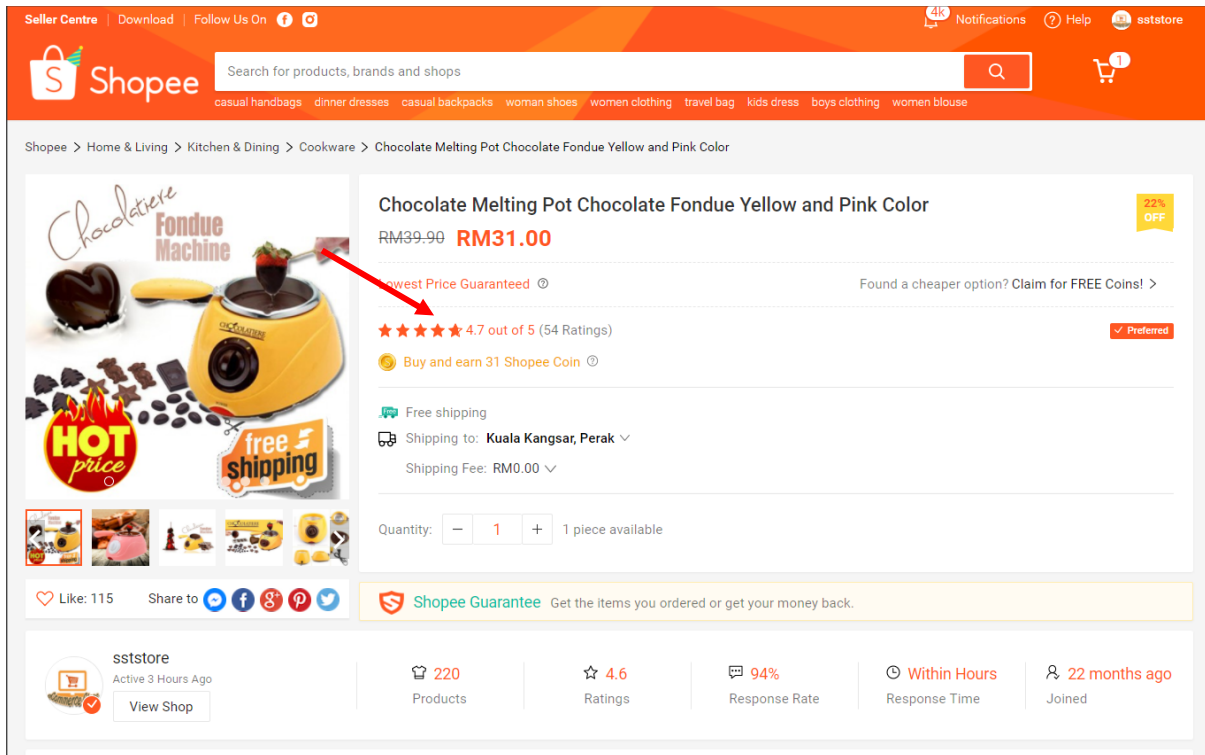 Seller Centre | Download | Follow Us On
4k Notifications Help sststore
S Shopee
Search for products, brands and shops
1
casual handbags dinner dresses casual backpacks woman shoes women clothing travel bag kids dress boys clothing women blouse
Shopee > Home & Living > Kitchen & Dining > Cookware > Chocolate Melting Pot Chocolate Fondue Yellow and Pink Color
Chocolatiere
Fondue
Machine
CHOCOLATIERE
HOT
price
free
shipping
Chocolate Melting Pot Chocolate Fondue Yellow and Pink Color
22%
OFF
RM39.90 RM31.00
Lowest Price Guaranteed
Found a cheaper option? Claim for FREE Coins! >
4.7 out of 5 (54 Ratings)
Preferred
Buy and earn 31 Shopee Coin
Free shipping
Shipping to: Kuala Kangsar, Perak
Shipping Fee: RM0.00
Quantity: − 1 + 1 piece available
Like: 115 Share to
Shopee Guarantee Get the items you ordered or get your money back.
sststore
Active 3 Hours Ago
View Shop
220
Products
4.6
Ratings
94%
Response Rate
Within Hours
Response Time
22 months ago
Joined